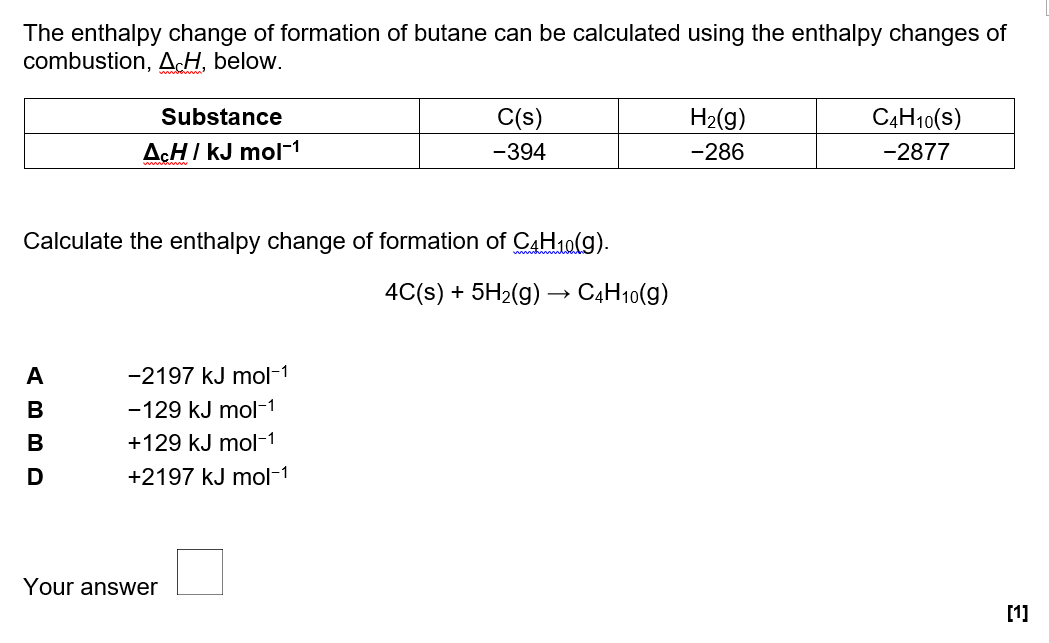 The enthalpy change of formation of butane can be calculated using the enthalpy changes of
combustion, ΔcH, below.
Substance C(s) H₂(g) C₄H₁₀(s)
ΔcH / kJ mol⁻¹ −394 −286 −2877
Calculate the enthalpy change of formation of C₄H₁₀(g).
4C(s) + 5H₂(g) → C₄H₁₀(g)
A −2197 kJ mol⁻¹
B −129 kJ mol⁻¹
B +129 kJ mol⁻¹
D +2197 kJ mol⁻¹
Your answer
[1]